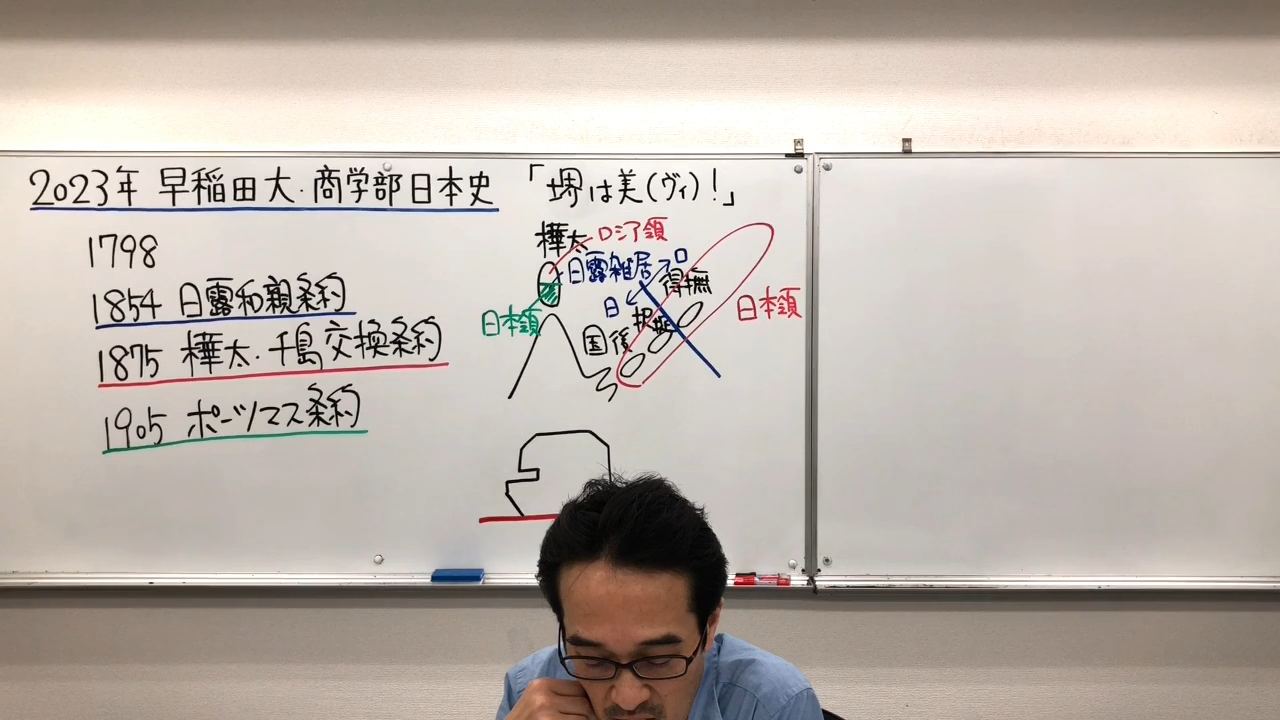 2023年 早稲田大・商学部日本史 「堺は美(ヴィ)!」
1798
1854 日露和親条約
1875 樺太・千島交換条約
1905 ポーツマス条約
樺太
ロシア領
日露雑居
ロ
日
得撫
択捉
国後
日本領
日本領